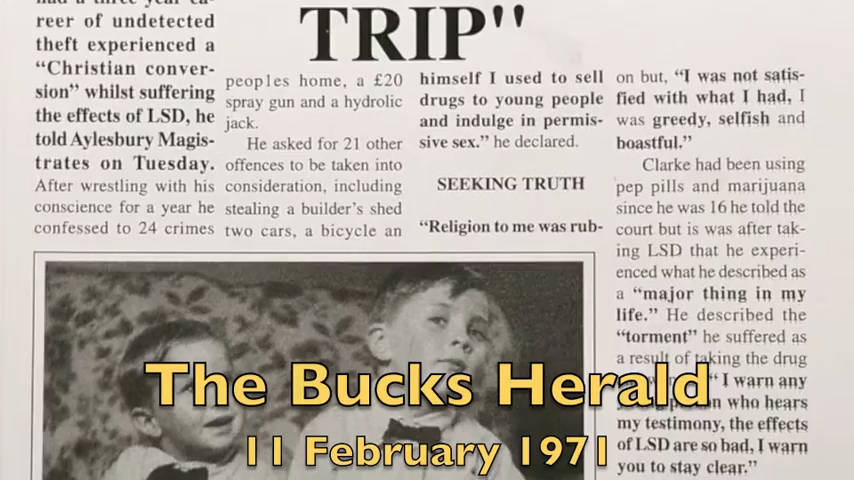 TRIP"
had a three year ca-
reer of undetected
theft experienced a
“Christian conver-
sion” whilst suffering
the effects of LSD, he
told Aylesbury Magis-
trates on Tuesday.
After wrestling with his
conscience for a year he
confessed to 24 crimes
peoples home, a £20
spray gun and a hydrolic
jack.
He asked for 21 other
offences to be taken into
consideration, including
stealing a builder’s shed
two cars, a bicycle an
himself I used to sell
drugs to young people
and indulge in permis-
sive sex.” he declared.
SEEKING TRUTH
“Religion to me was rub-
on but, “I was not satis-
fied with what I had, I
was greedy, selfish and
boastful.”
Clarke had been using
pep pills and marijuana
since he was 16 he told the
court but is was after tak-
ing LSD that he experi-
enced what he described as
a “major thing in my
life.” He described the
“torment” he suffered as
a result of taking the drug
“I warn any
who hears
my testimony, the effects
of LSD are so bad, I warn
you to stay clear.”
The Bucks Herald
11 February 1971